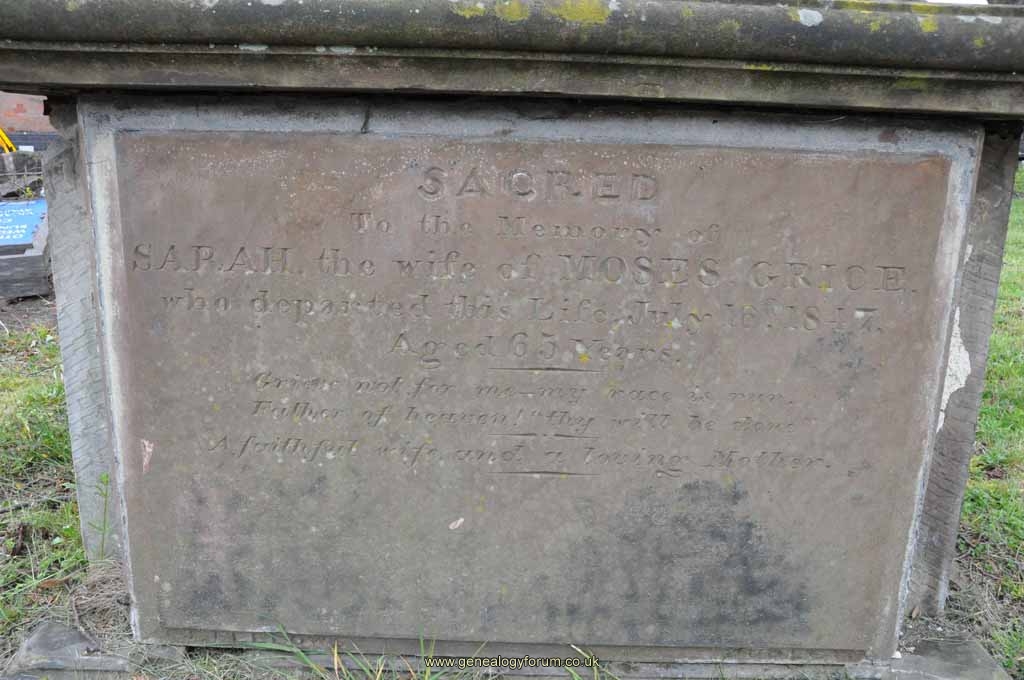 SACRED
To the Memory of
SARAH, the wife of MOSES GRICE,
who departed this Life July 16th 1847,
Aged 65 Years.
Grieve not for me my race is run,
Father of heaven! "thy will be done"
A faithful wife, and a loving Mother.
www.genealogyforum.co.uk